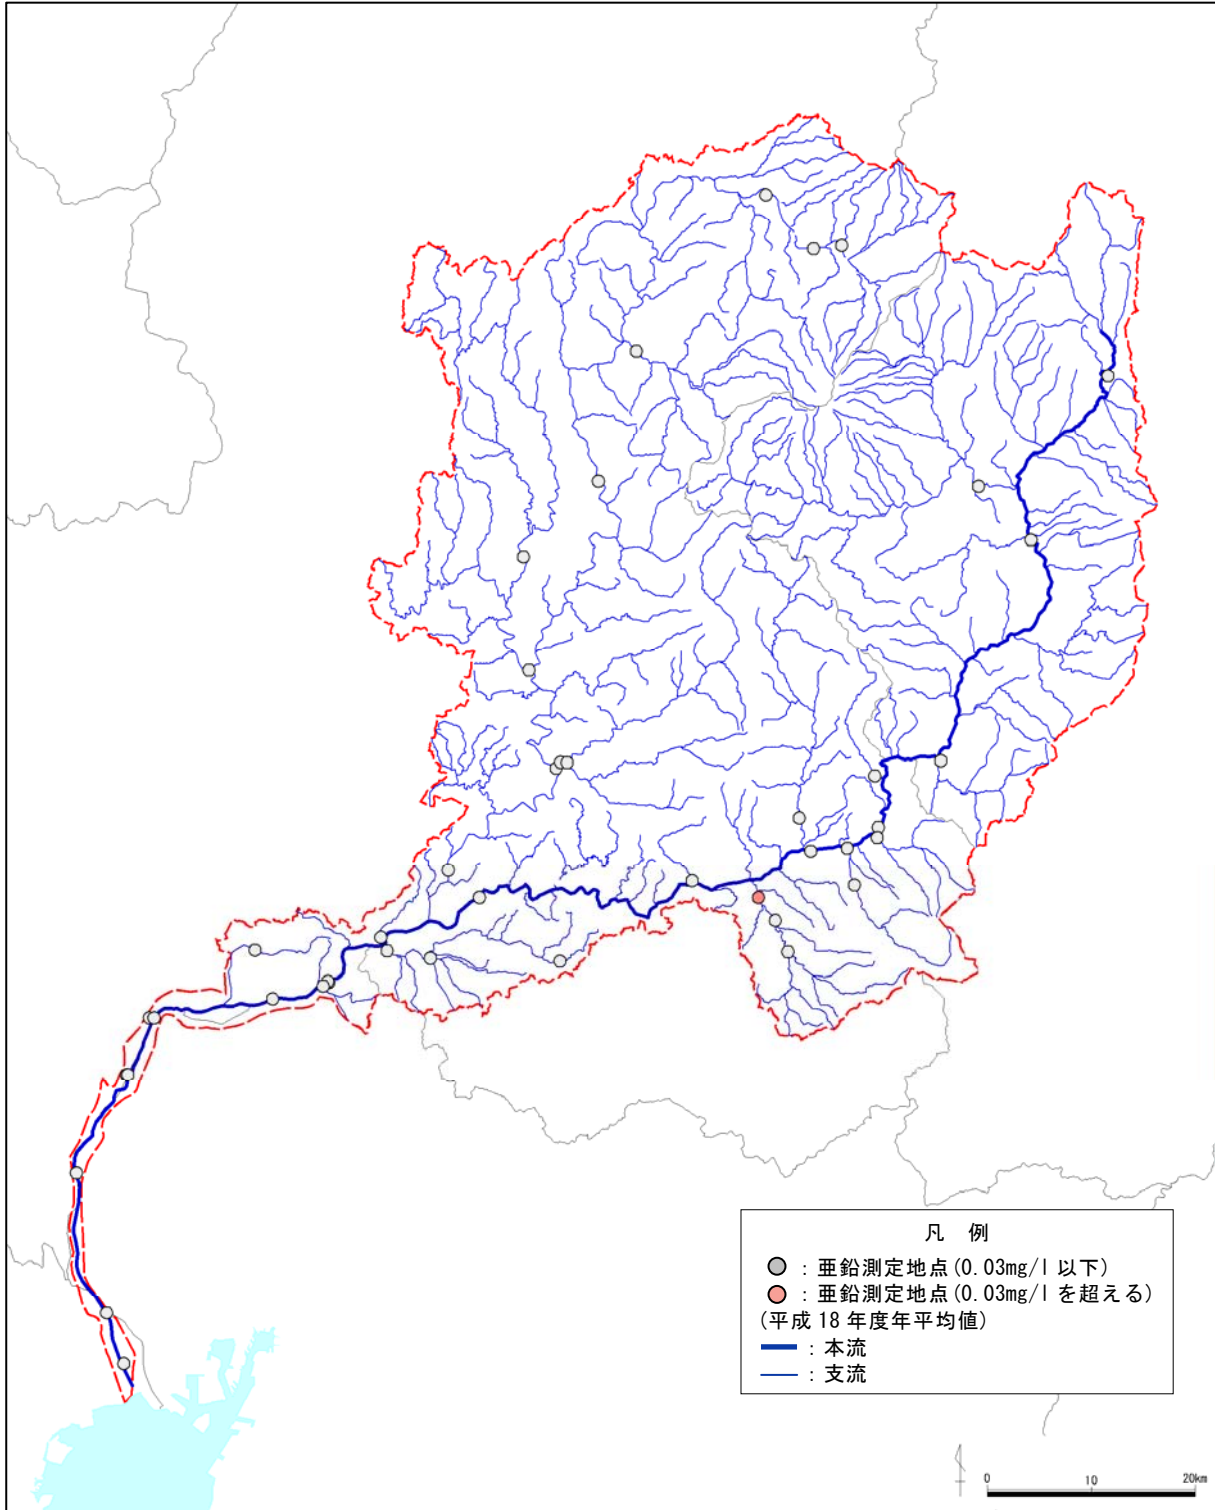 凡 例
：亜鉛測定地点(0.03mg/l 以下)
：亜鉛測定地点(0.03mg/l を超える)
(平成 18 年度年平均値)
：本流
：支流
0 10 20km